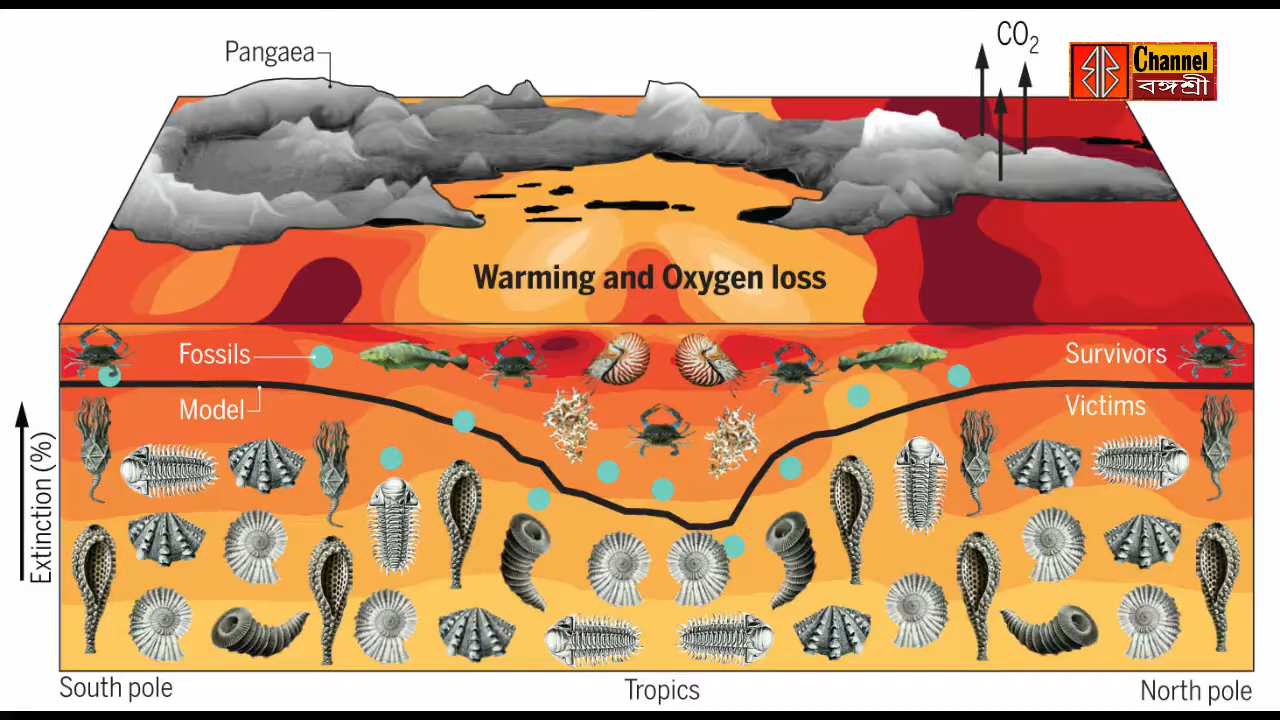 Pangaea
CO₂
Channel
বঙ্গশ্রী
Warming and Oxygen loss
Fossils
Survivors
Model
Victims
Extinction (%)
South pole
Tropics
North pole